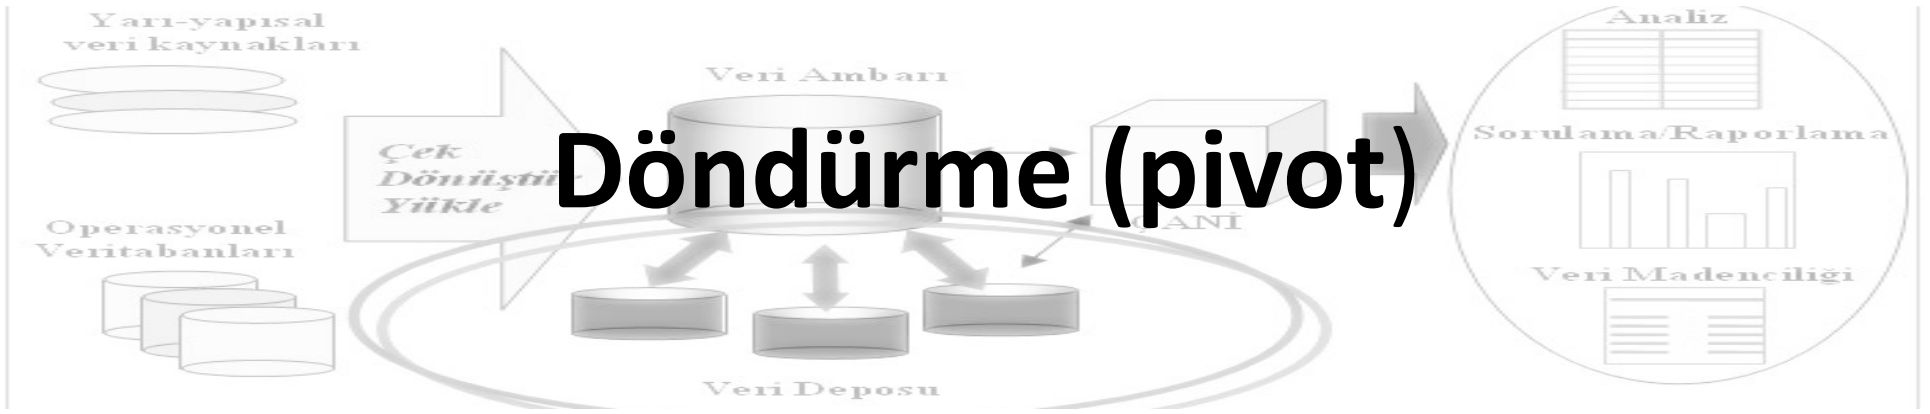 Yarı-yapısal
veri kaynakları
Operasyonel
Veritabanları
Çek
Dönüştür
Yükle
Veri Ambarı
Döndürme (pivot)
ÇANİ
Veri Deposu
Analiz
Sorulama/Raporlama
Veri Madenciliği